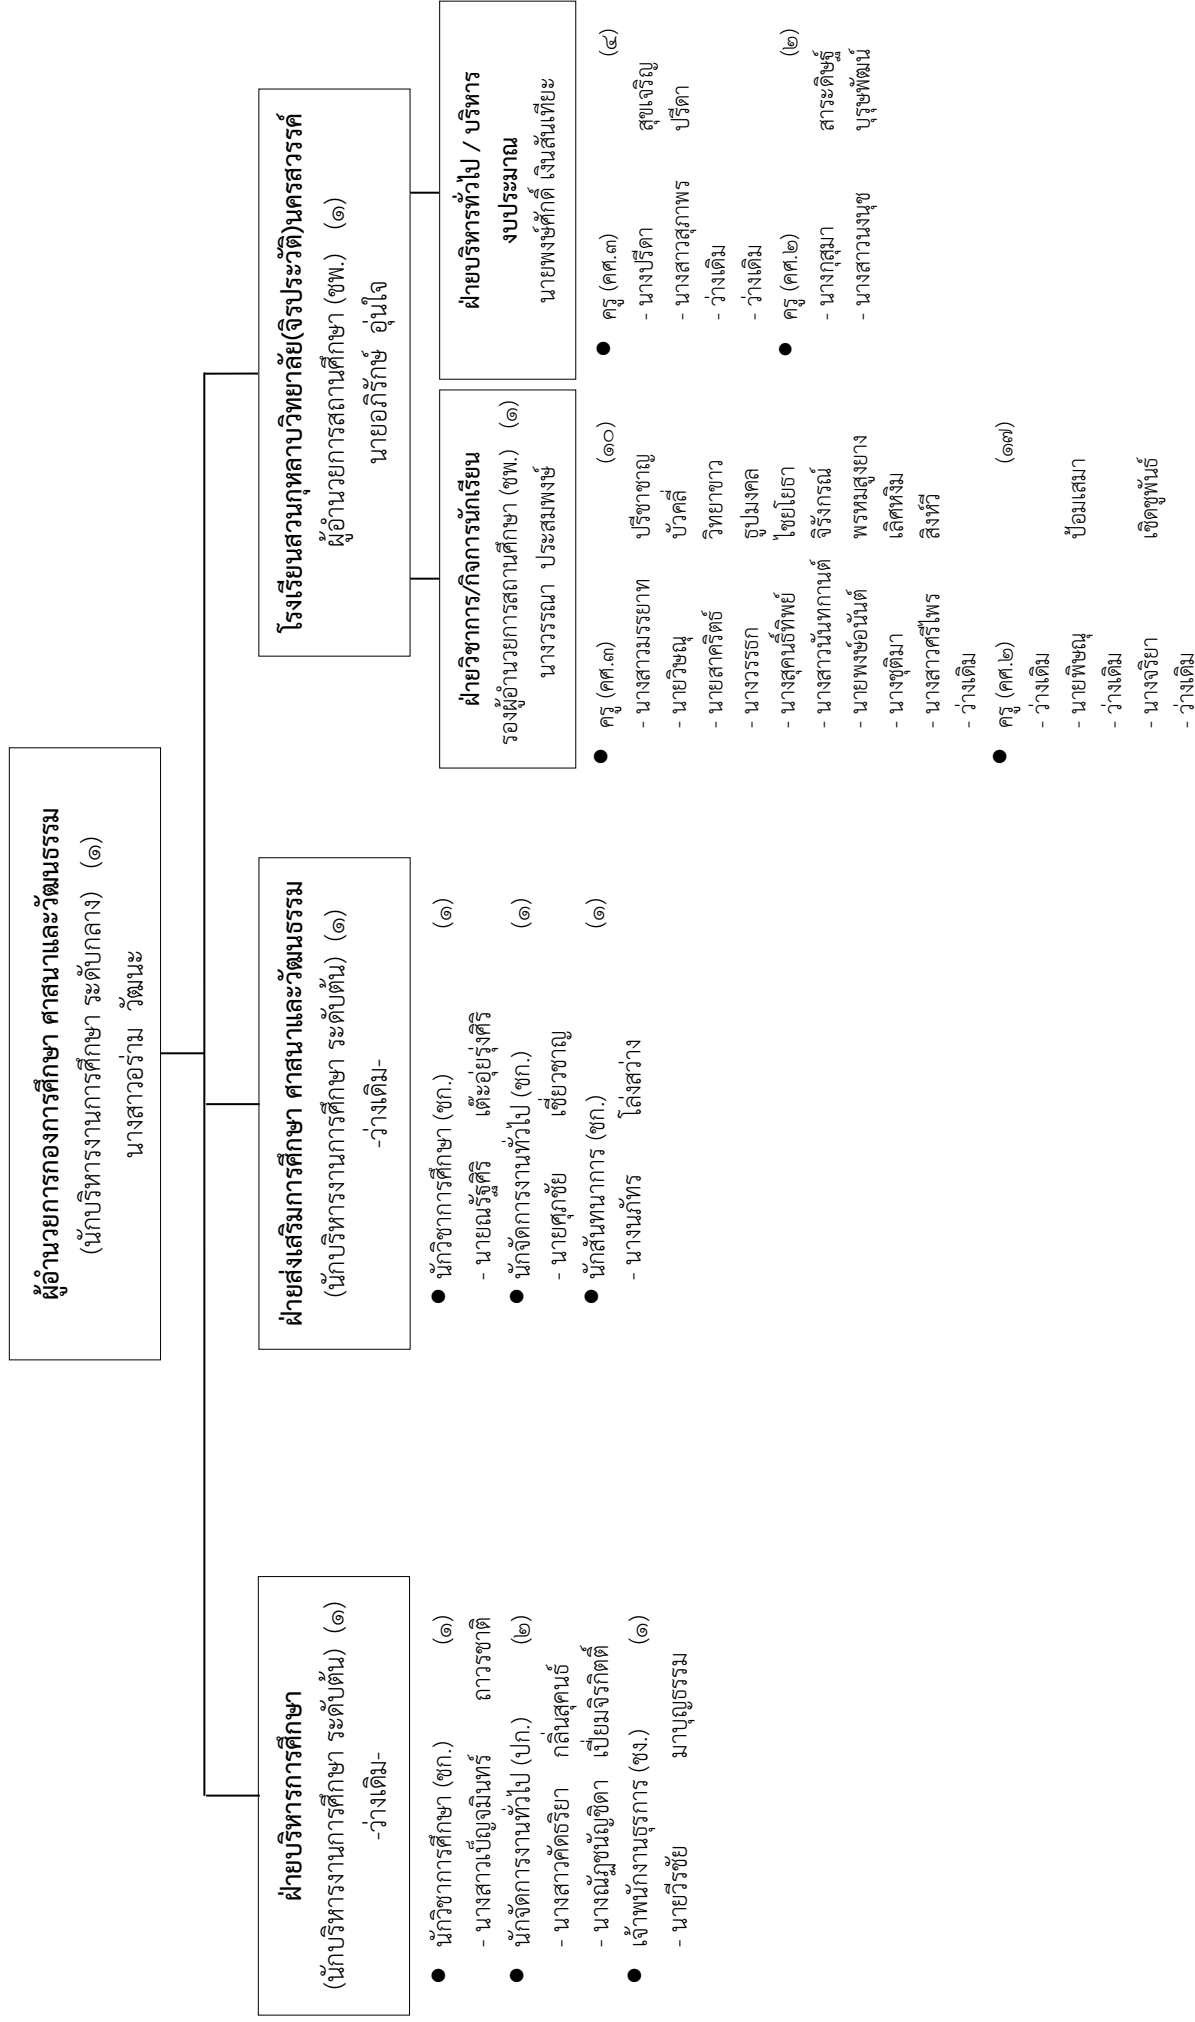 ผู้อำนวยการกองการศึกษา ศาสนาและวัฒนธรรม
(นักบริหารงานการศึกษา ระดับกลาง) (๑)
นางสาวอร่าม วัฒนะ
ฝ่ายบริหารการศึกษา
(นักบริหารงานการศึกษา ระดับต้น) (๑)
-ว่างเดิม-
● นักวิชาการศึกษา (ชก.) (๑)
- นางสาวเบ็ญจมินทร์ ถาวรชาติ
● นักจัดการงานทั่วไป (ปก.) (๒)
- นางสาวคัดธรียา กลิ่นสุคนธ์
- นางณัฏชนัญชิดา เปี่ยมจิรกิตติ์
● เจ้าพนักงานธุรการ (ชง.) (๑)
- นายวีรชัย มาบุญธรรม
ฝ่ายส่งเสริมการศึกษา ศาสนาและวัฒนธรรม
(นักบริหารงานการศึกษา ระดับต้น) (๑)
-ว่างเดิม-
● นักวิชาการศึกษา (ชก.) (๑)
- นายณรัฐศิริ เต๊ะอุ่ยรุ่งศิริ
● นักจัดการงานทั่วไป (ชก.) (๑)
- นายศุภชัย เชี่ยวชาญ
● นักสันทนาการ (ชก.) (๑)
- นางนภัทร โล่งสว่าง
โรงเรียนสวนกุหลาบวิทยาลัย(จิรประวัติ)นครสวรรค์
ผู้อำนวยการสถานศึกษา (ชพ.) (๑)
นายอภิรักษ์ อุ่นใจ
ฝ่ายวิชาการ/กิจการนักเรียน
รองผู้อำนวยการสถานศึกษา (ชพ.) (๑)
นางวรรณา ประสมพงษ์
● ครู (คศ.๓) (๑๐)
- นางสาวมรรยาท ปรีชาชาญ
- นายวิษณุ บัวคลี่
- นายสาคริตธ์ วิทยาขาว
- นางวรรธก ธูปมงคล
- นางสุคนธ์ทิพย์ ไชยโยธา
- นางสาวนันทกานต์ จิรังกรณ์
- นายพงษ์อนันต์ พรหมสูงยาง
- นางชุติมา เลิศหงิม
- นางสาวศรีไพร สิงห์วี
- ว่างเดิม
● ครู (คศ.๒) (๑๗)
- ว่างเดิม
- นายพิษณุ ป้อมเสมา
- ว่างเดิม
- นางจริยา เชิดชูพันธ์
- ว่างเดิม
ฝ่ายบริหารทั่วไป / บริหาร
งบประมาณ
นายพงษ์ศักดิ์ เงินสันเทียะ
● ครู (คศ.๓) (๔)
- นางปรีดา สุขเจริญ
- นางสาวสุภาพร ปรีดา
- ว่างเดิม
- ว่างเดิม
● ครู (คศ.๒) (๒)
- นางกุสุมา สาระดิษฐ์
- นางสาวนงนุช บุรุษพัฒน์